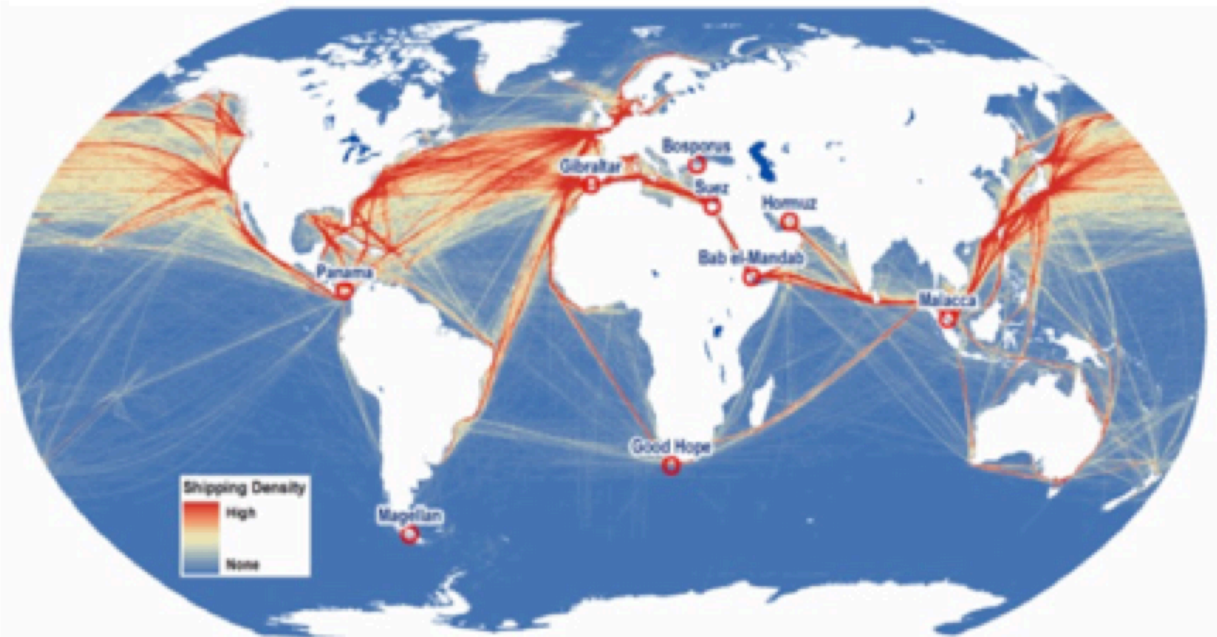 Bosporus
Gibraltar
Suez
Hormuz
Bab el-Mandab
Panama
Malacca
Good Hope
Magellan
Shipping Density
High
None